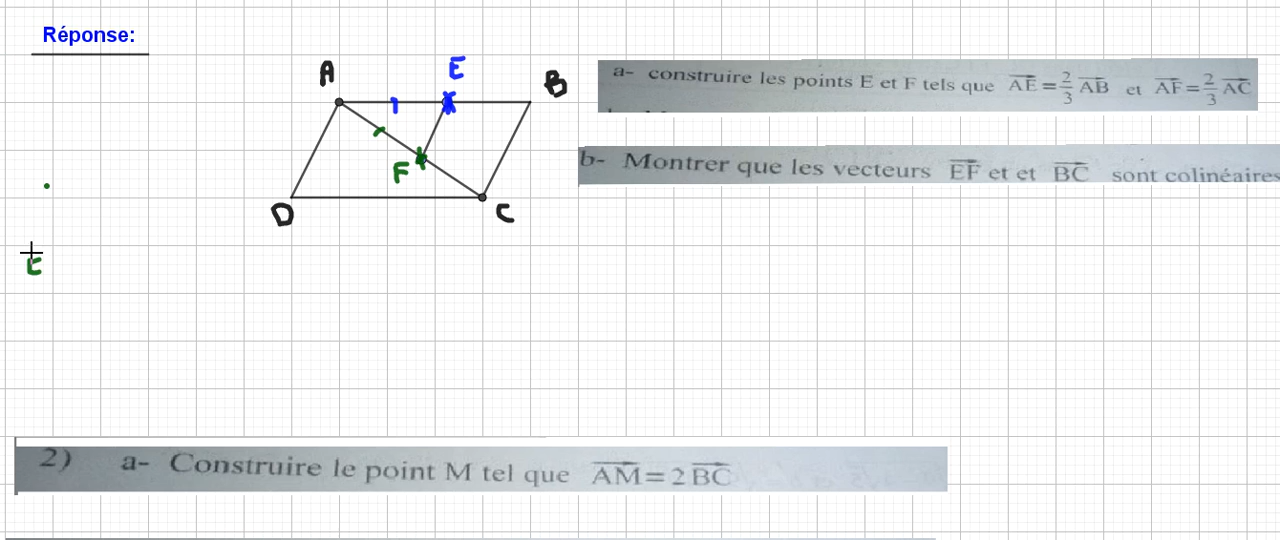 Réponse:
A E B
a- construire les points E et F tels que AE = 2/3 AB et AF = 2/3 AC
F
b- Montrer que les vecteurs EF et et BC sont colinéaires
D C
2) a- Construire le point M tel que AM = 2 BC